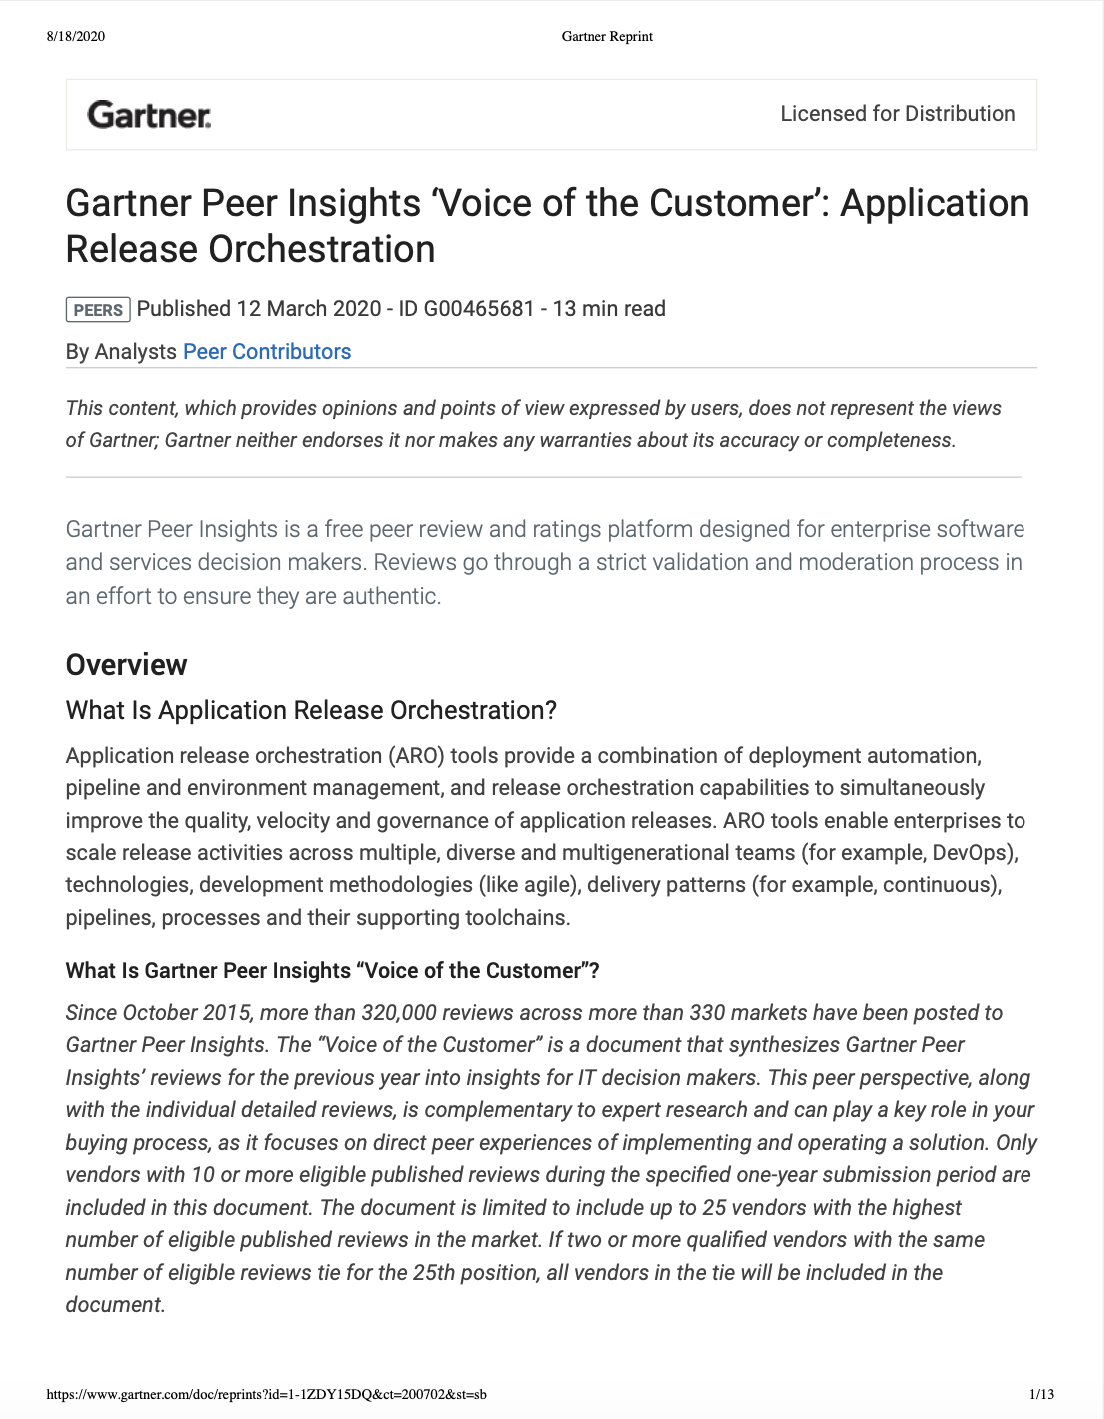 8/18/2020 Gartner Reprint
Gartner. Licensed for Distribution
Gartner Peer Insights ‘Voice of the Customer’: Application
Release Orchestration
PEERS Published 12 March 2020 - ID G00465681 - 13 min read
By Analysts Peer Contributors
This content, which provides opinions and points of view expressed by users, does not represent the views
of Gartner; Gartner neither endorses it nor makes any warranties about its accuracy or completeness.
Gartner Peer Insights is a free peer review and ratings platform designed for enterprise software
and services decision makers. Reviews go through a strict validation and moderation process in
an effort to ensure they are authentic.
Overview
What Is Application Release Orchestration?
Application release orchestration (ARO) tools provide a combination of deployment automation,
pipeline and environment management, and release orchestration capabilities to simultaneously
improve the quality, velocity and governance of application releases. ARO tools enable enterprises to
scale release activities across multiple, diverse and multigenerational teams (for example, DevOps),
technologies, development methodologies (like agile), delivery patterns (for example, continuous),
pipelines, processes and their supporting toolchains.
What Is Gartner Peer Insights “Voice of the Customer”?
Since October 2015, more than 320,000 reviews across more than 330 markets have been posted to
Gartner Peer Insights. The “Voice of the Customer” is a document that synthesizes Gartner Peer
Insights’ reviews for the previous year into insights for IT decision makers. This peer perspective, along
with the individual detailed reviews, is complementary to expert research and can play a key role in your
buying process, as it focuses on direct peer experiences of implementing and operating a solution. Only
vendors with 10 or more eligible published reviews during the specified one-year submission period are
included in this document. The document is limited to include up to 25 vendors with the highest
number of eligible published reviews in the market. If two or more qualified vendors with the same
number of eligible reviews tie for the 25th position, all vendors in the tie will be included in the
document.
https://www.gartner.com/doc/reprints?id=1-1ZDY15DQ&ct=200702&st=sb 1/13